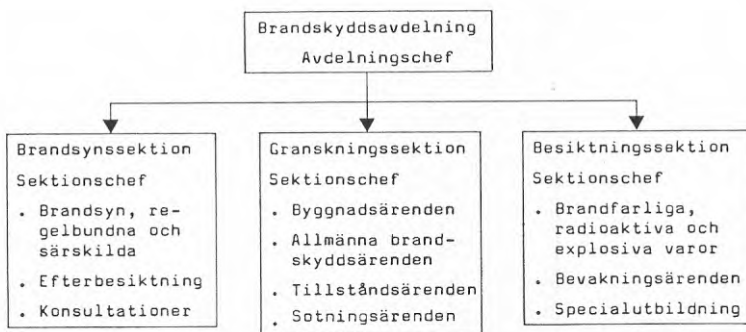 Brandskyddsavdelning
Avdelningschef
Brandsynssektion
Sektionschef
. Brandsyn, re-
gelbundna och
särskilda
. Efterbesiktning
. Konsultationer
Granskningssektion
Sektionschef
. Byggnadsärenden
. Allmänna brand-
skyddsärenden
. Tillståndsärenden
. Sotningsärenden
Besiktningssektion
Sektionschef
. Brandfarliga,
radioaktiva och
explosiva varor
. Bevakningsärenden
. Specialutbildning